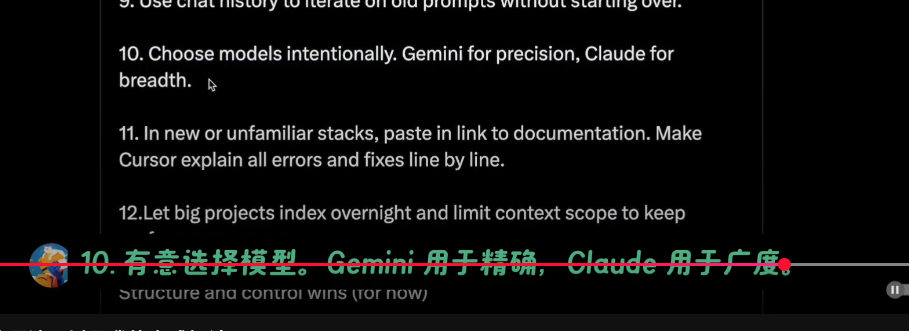 9. Use chat history to iterate on old prompts without starting over.
10. Choose models intentionally. Gemini for precision, Claude for
breadth.
11. In new or unfamiliar stacks, paste in link to documentation. Make
Cursor explain all errors and fixes line by line.
12.Let big projects index overnight and limit context scope to keep
10. 有意选择模型。Gemini 用于精确，Claude 用于广度。
Structure and control wins (for now)